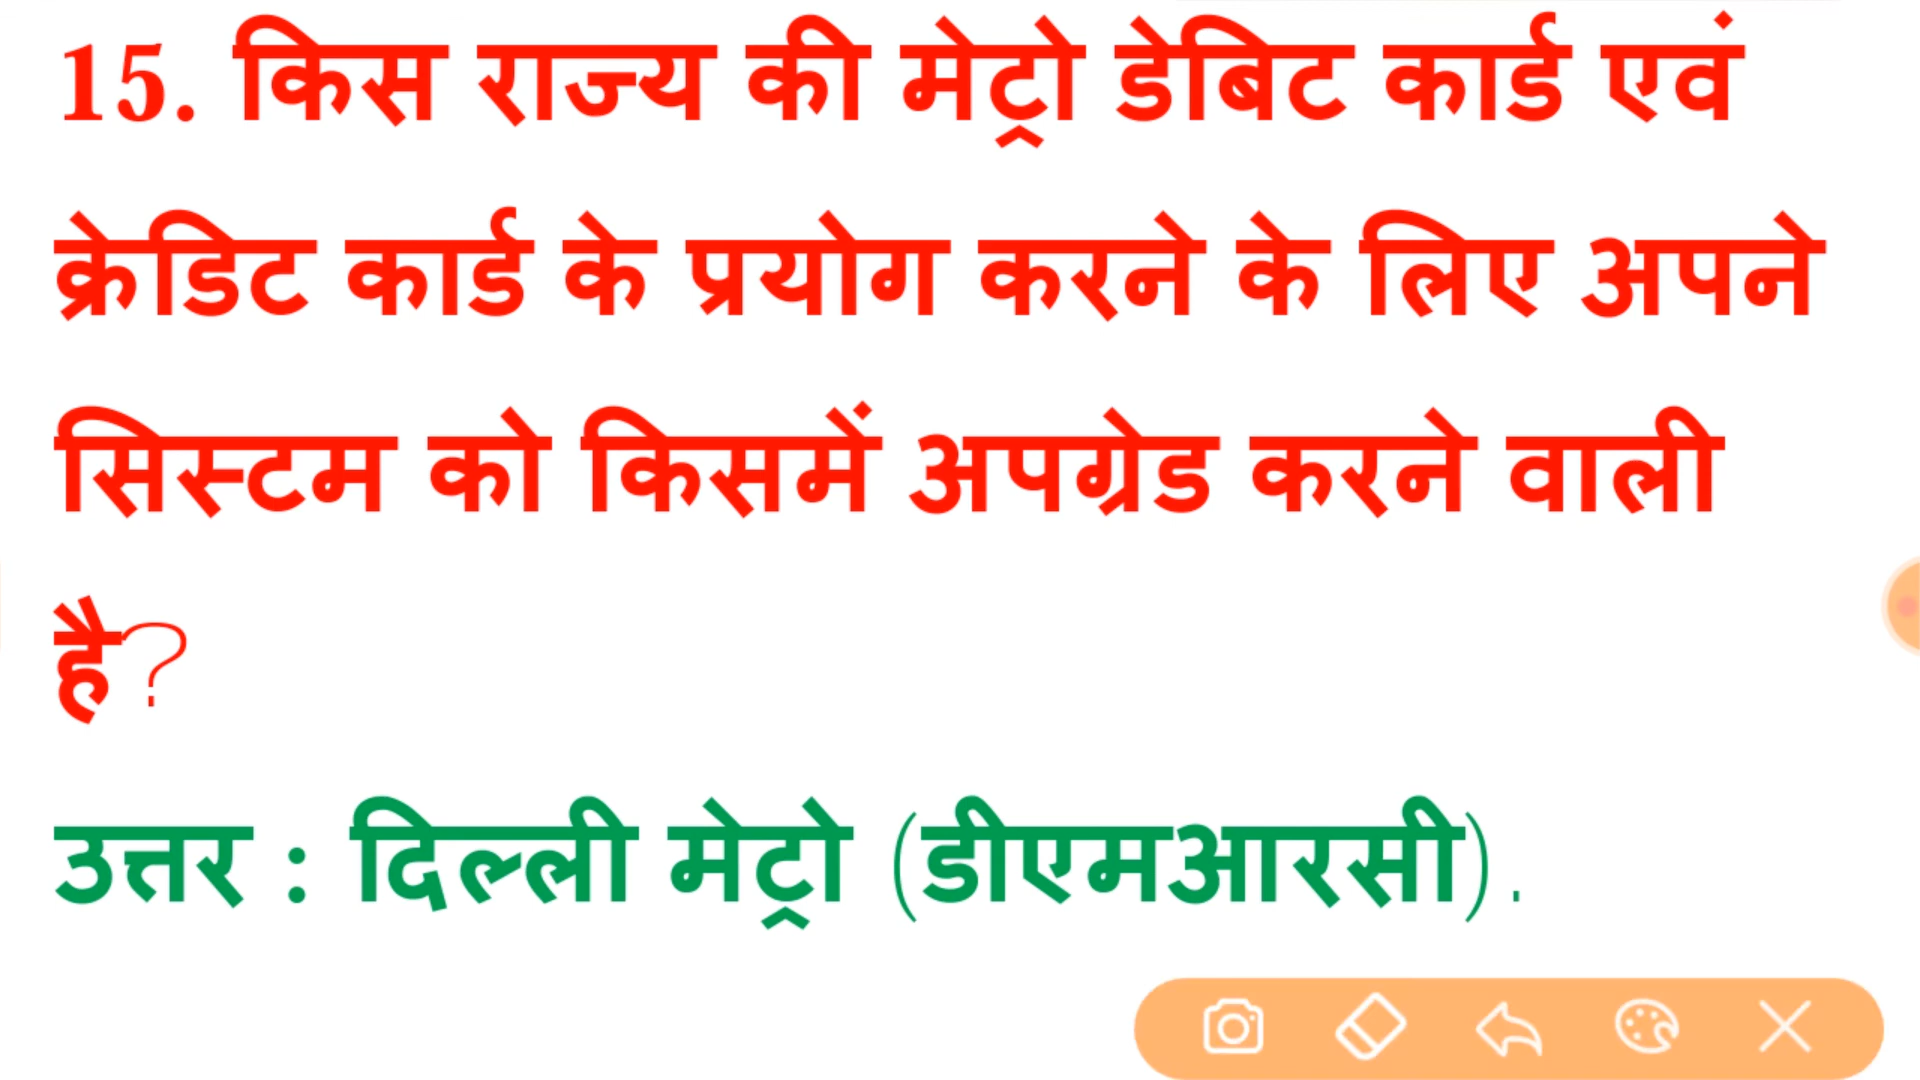 15. किस राज्य की मेट्रो डेबिट कार्ड एवं
क्रेडिट कार्ड के प्रयोग करने के लिए अपने
सिस्टम को किसमें अपग्रेड करने वाली
है?
उत्तर : दिल्ली मेट्रो (डीएमआरसी).